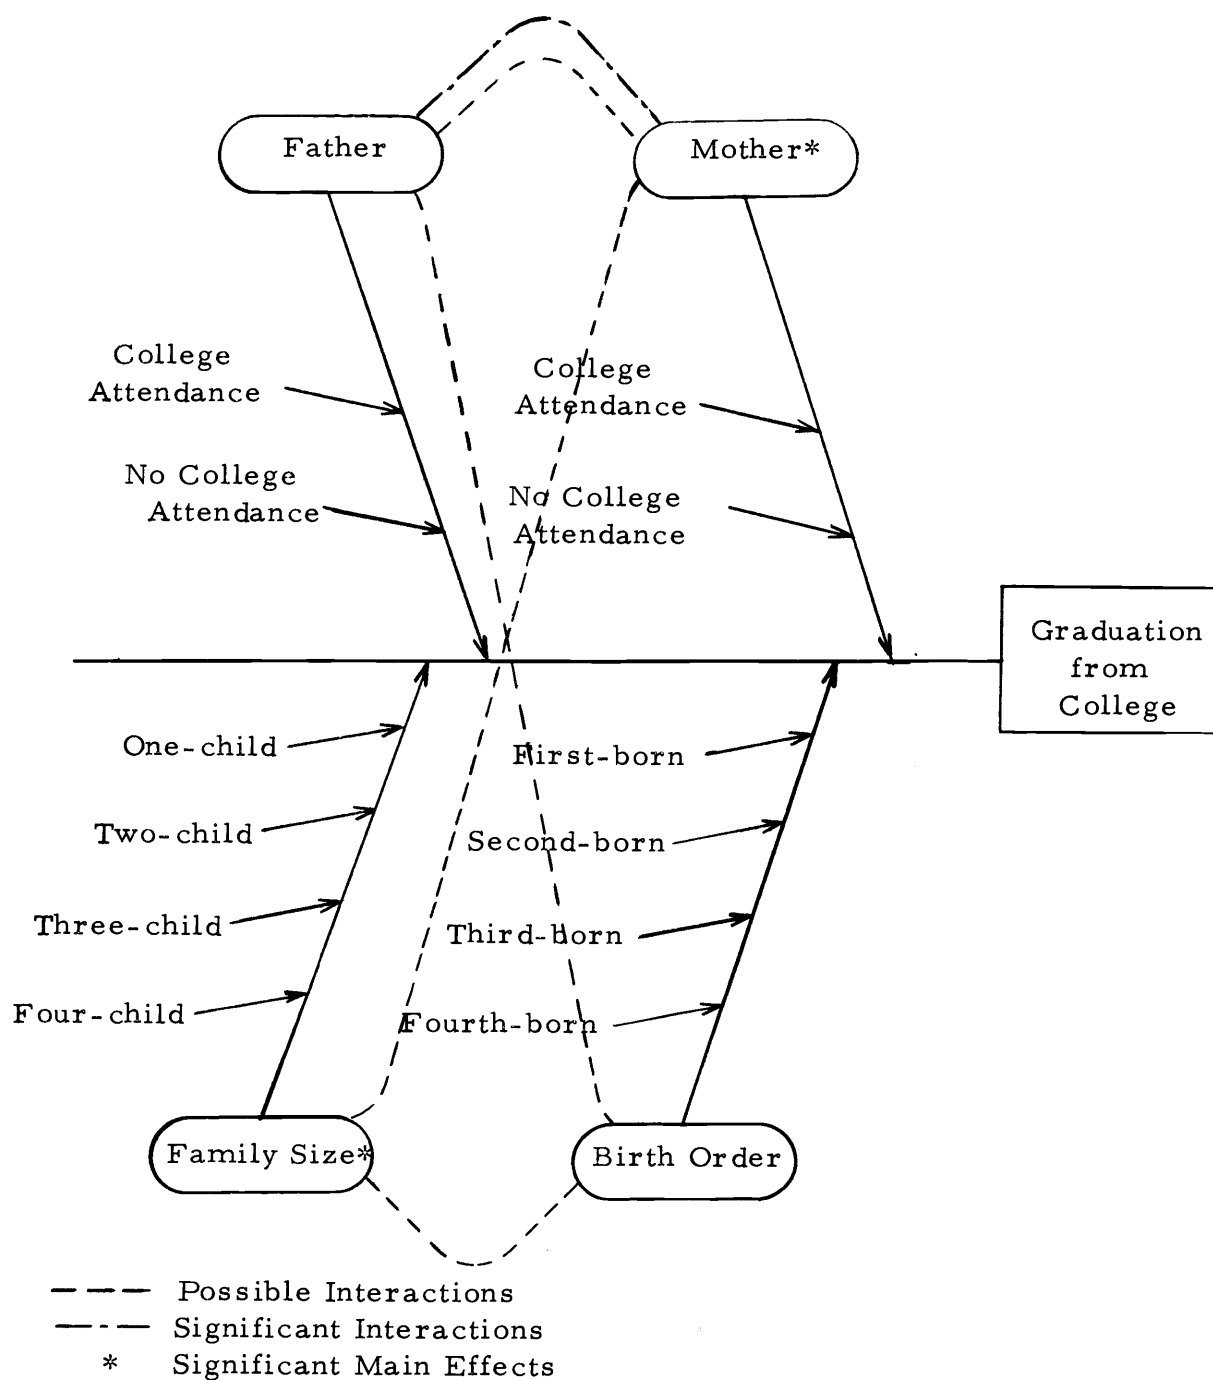 Father
Mother*
College
Attendance
No College
Attendance
College
Attendance
No College
Attendance
Graduation
from
College
One-child
Two-child
Three-child
Four-child
First-born
Second-born
Third-born
Fourth-born
Family Size*
Birth Order
Possible Interactions
Significant Interactions
* Significant Main Effects